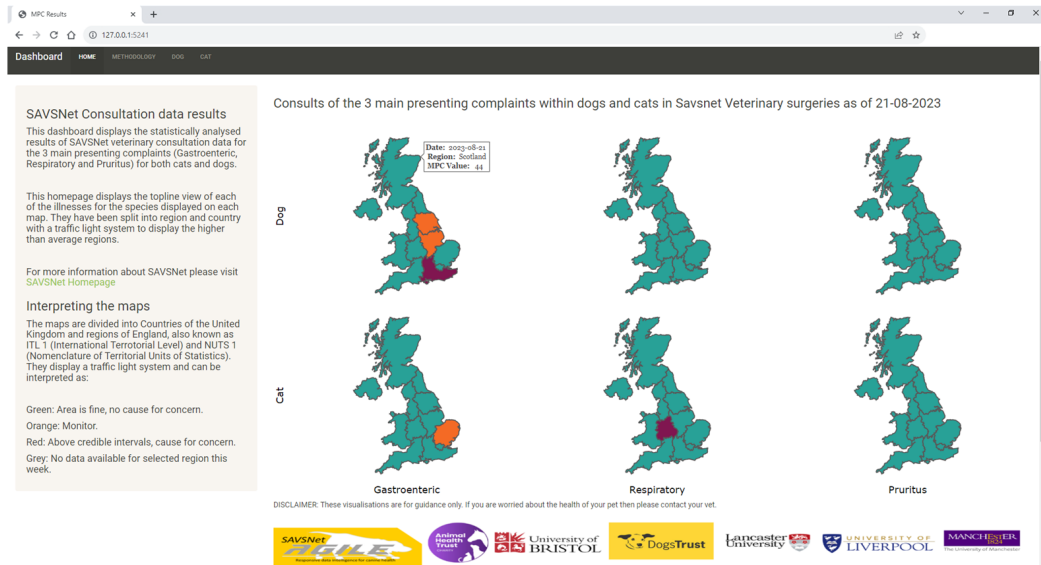 MPC Results
127.0.0.1:5241
Dashboard HOME METHODOLOGY DOG CAT
SAVSNet Consultation data results
This dashboard displays the statistically analysed
results of SAVSNet veterinary consultation data for
the 3 main presenting complaints (Gastroenteric,
Respiratory and Pruritus) for both cats and dogs.
This homepage displays the topline view of each
of the illnesses for the species displayed on each
map. They have been split into region and country
with a traffic light system to display the higher
than average regions.
For more information about SAVSNet please visit
SAVSNet Homepage
Interpreting the maps
The maps are divided into Countries of the United
Kingdom and regions of England, also known as
ITL 1 (International Terrotorial Level) and NUTS 1
(Nomenclature of Territorial Units of Statistics).
They display a traffic light system and can be
interpreted as:
Green: Area is fine, no cause for concern.
Orange: Monitor.
Red: Above credible intervals, cause for concern.
Grey: No data available for selected region this
week.
Consults of the 3 main presenting complaints within dogs and cats in Savsnet Veterinary surgeries as of 21-08-2023
Date: 2023-08-21
Region: Scotland
MPC Value: 44
Dog
Cat
Gastroenteric
Respiratory
Pruritus
DISCLAIMER: These visualisations are for guidance only. If you are worried about the health of your pet then please contact your vet.
SAVSNet
AGILE
Responsive data intelligence for canine health
Animal
Health
Trust
University of
BRISTOL
DogsTrust
Lancaster
University
UNIVERSITY OF
LIVERPOOL
MANCHESTER
1824
The University of Manchester